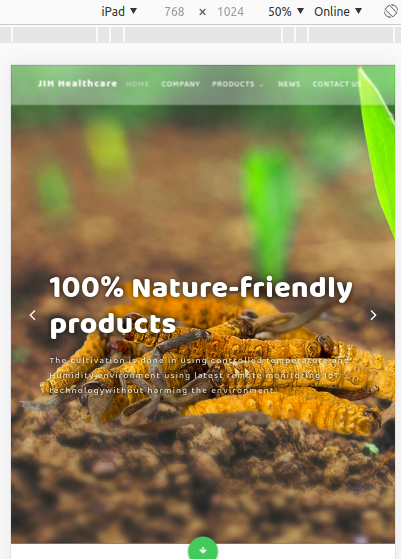 iPad 768 × 1024 50% Online
JIH Healthcare HOME COMPANY PRODUCTS NEWS CONTACT US
100% Nature-friendly
products
The cultivation is done in using controlled temperature and
Humidity environment using latest remote monitoring IoT
technologywithout harming the environment.